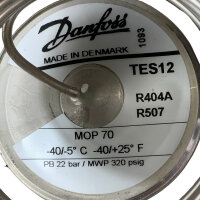 Danfoss
MADE IN DENMARK
1093
TES12
R404A
R507
MOP 70
-40/-5° C -40/+25° F
PB 22 bar / MWP 320 psig